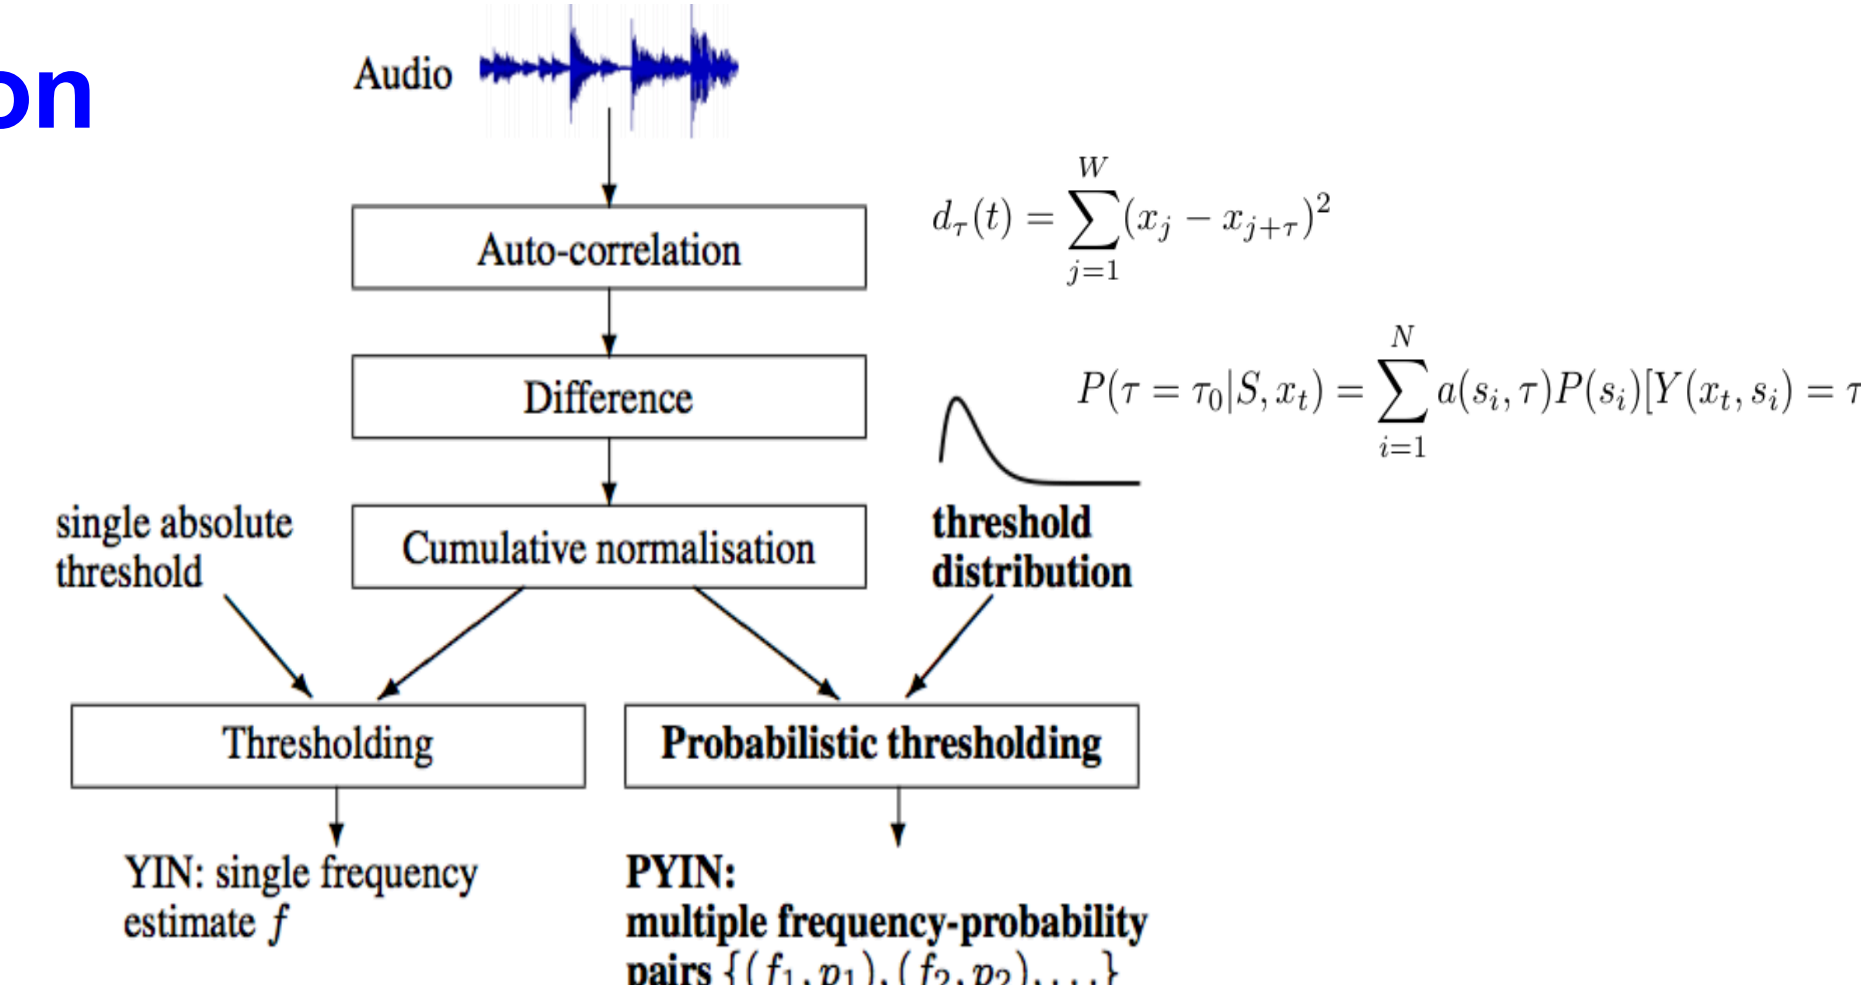 on
Audio
d_τ(t) = ∑_{j=1}^{W} (x_j − x_{j+τ})^2
Auto-correlation
P(τ = τ_0|S, x_t) = ∑_{i=1}^{N} a(s_i, τ)P(s_i)[Y(x_t, s_i) = τ
Difference
single absolute
threshold
Cumulative normalisation
threshold
distribution
Thresholding
Probabilistic thresholding
YIN: single frequency
estimate f
PYIN:
multiple frequency-probability
pairs {(f_1, p_1), (f_2, p_2), ....}